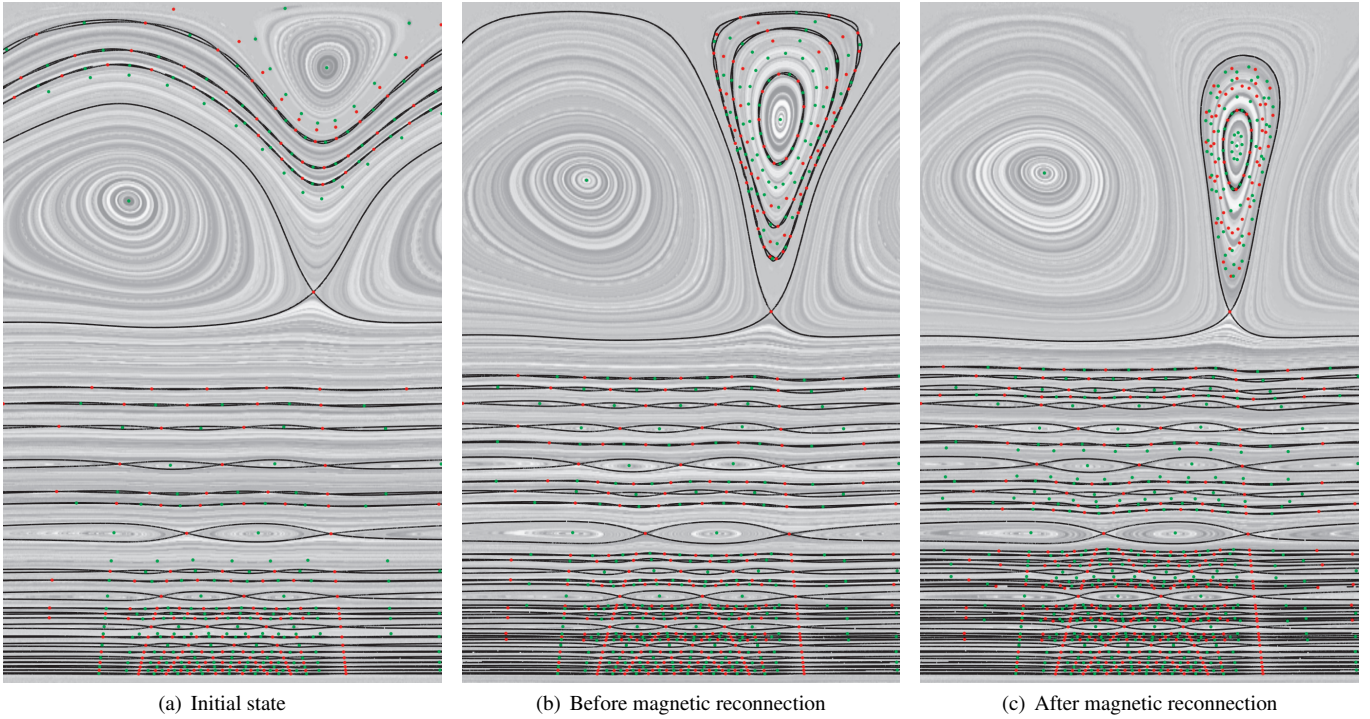 (a) Initial state
(b) Before magnetic reconnection
(c) After magnetic reconnection